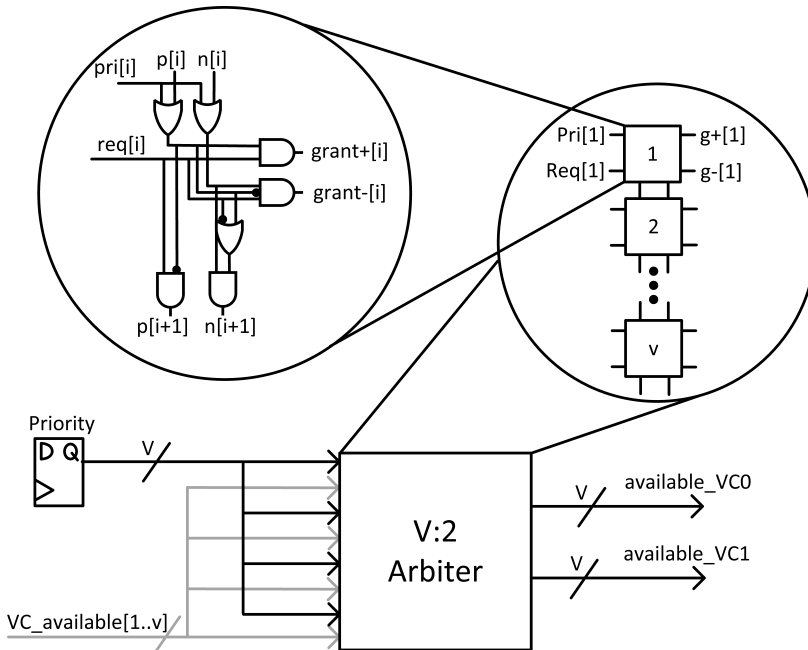 p[i] n[i]
pri[i]
req[i]
grant+[i]
grant-[i]
p[i+1] n[i+1]
Pri[1] 1 g+[1]
Req[1] g-[1]
2
v
Priority
D Q
V
V:2
Arbiter
V available_VC0
V available_VC1
VC_available[1..v]